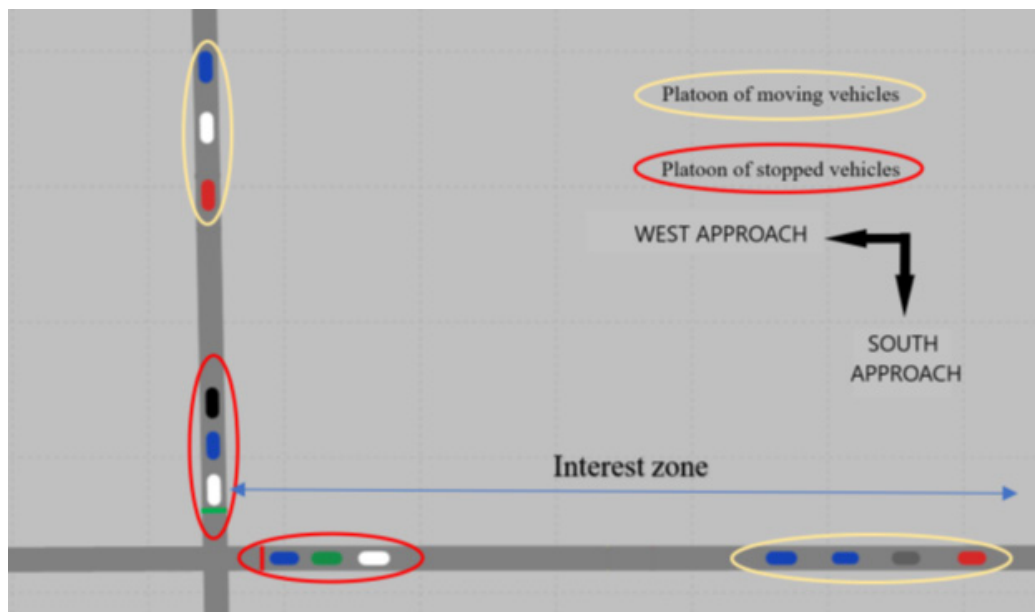 Platoon of moving vehicles
Platoon of stopped vehicles
WEST APPROACH
SOUTH
APPROACH
Interest zone